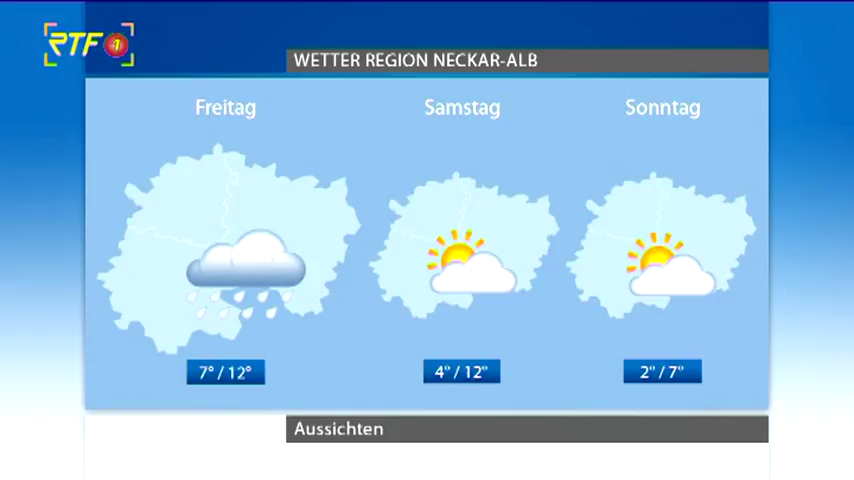 RTF 1
WETTER REGION NECKAR-ALB
Freitag
Samstag
Sonntag
7° / 12°
4° / 12°
2° / 7°
Aussichten